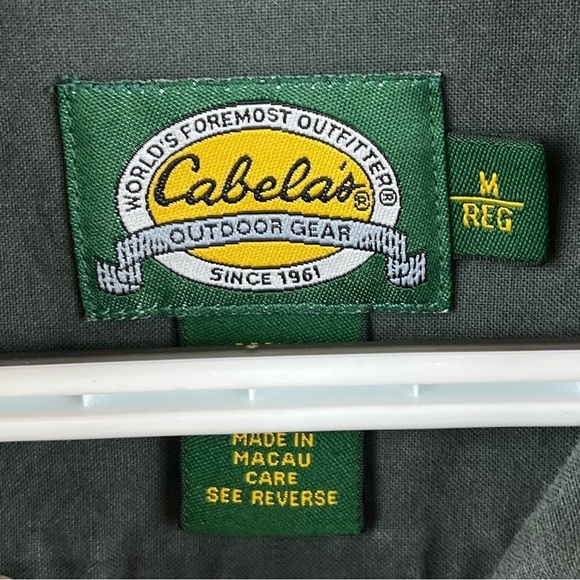 WORLD'S FOREMOST OUTFITTER®
Cabela's®
OUTDOOR GEAR
SINCE 1961
M
REG
MADE IN
MACAU
CARE
SEE REVERSE